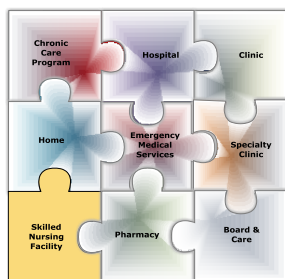 Chronic
Care
Program
Hospital
Clinic
Home
Emergency
Medical
Services
Specialty
Clinic
Skilled
Nursing
Facility
Pharmacy
Board &
Care